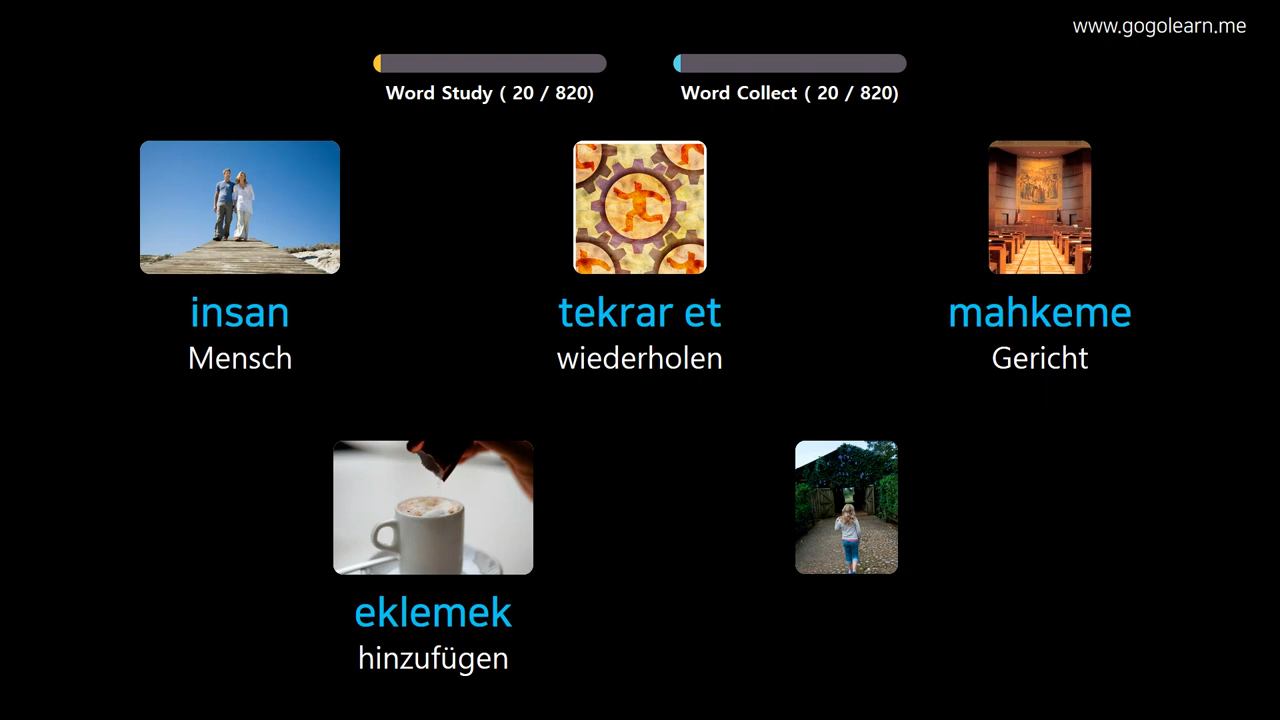 www.gogolearn.me
Word Study ( 20 / 820)
Word Collect ( 20 / 820)
insan
Mensch
tekrar et
wiederholen
mahkeme
Gericht
eklemek
hinzufügen